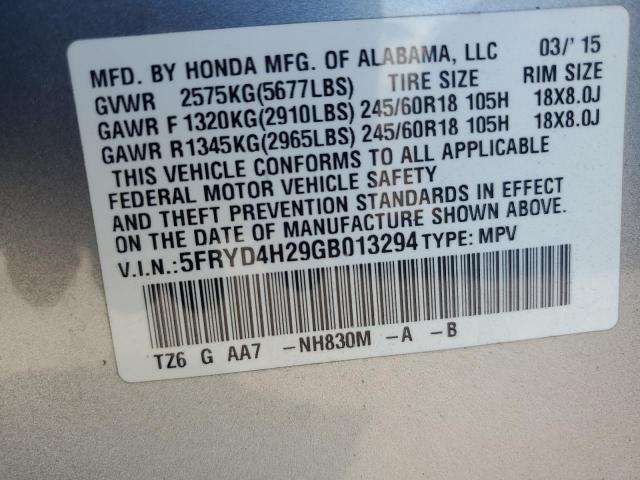 MFD. BY HONDA MFG. OF ALABAMA, LLC 03/' 15
GVWR 2575KG(5677LBS) TIRE SIZE RIM SIZE
GAWR F 1320KG(2910LBS) 245/60R18 105H 18X8.0J
GAWR R1345KG(2965LBS) 245/60R18 105H 18X8.0J
THIS VEHICLE CONFORMS TO ALL APPLICABLE
FEDERAL MOTOR VEHICLE SAFETY
AND THEFT PREVENTION STANDARDS IN EFFECT
ON THE DATE OF MANUFACTURE SHOWN ABOVE.
V.I.N.:5FRYD4H29GB013294 TYPE: MPV
TZ6 G AA7 -NH830M -A -B